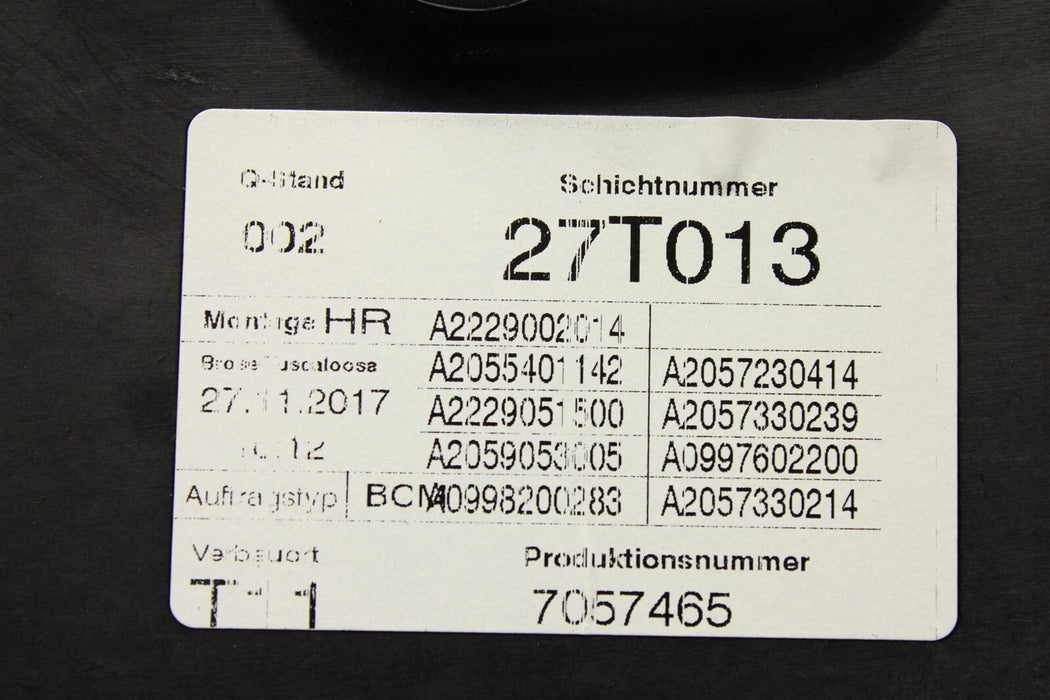 Q-Stand Schichtnummer
002 27T013
Montage HR A2229002014
Brose Tuscaloosa A2055401142 A2057230414
27.11.2017 A2229051500 A2057330239
A2059053005 A0997602200
Auftragstyp BCM A0998200283 A2057330214
Verbauort Produktionsnummer
T11 7057465